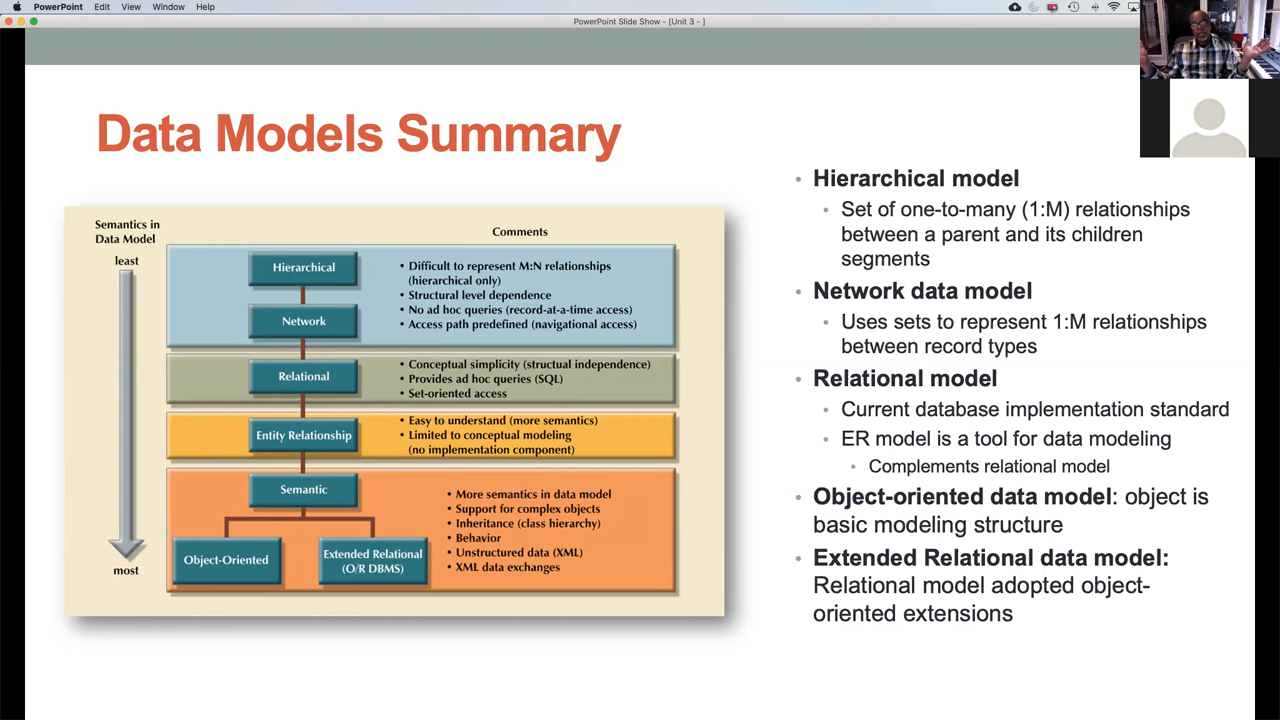 PowerPoint Edit View Window Help
PowerPoint Slide Show - [Unit 3 - ]
Data Models Summary
Semantics in
Data Model
Comments
least
most
Hierarchical
Network
• Difficult to represent M:N relationships
(hierarchical only)
• Structural level dependence
• No ad hoc queries (record-at-a-time access)
• Access path predefined (navigational access)
Relational
• Conceptual simplicity (structual independence)
• Provides ad hoc queries (SQL)
• Set-oriented access
Entity Relationship
• Easy to understand (more semantics)
• Limited to conceptual modeling
(no implementation component)
Semantic
Object-Oriented
Extended Relational
(O/R DBMS)
• More semantics in data model
• Support for complex objects
• Inheritance (class hierarchy)
• Behavior
• Unstructured data (XML)
• XML data exchanges
• Hierarchical model
• Set of one-to-many (1:M) relationships
between a parent and its children
segments
• Network data model
• Uses sets to represent 1:M relationships
between record types
• Relational model
• Current database implementation standard
• ER model is a tool for data modeling
• Complements relational model
• Object-oriented data model: object is
basic modeling structure
• Extended Relational data model:
Relational model adopted object-
oriented extensions